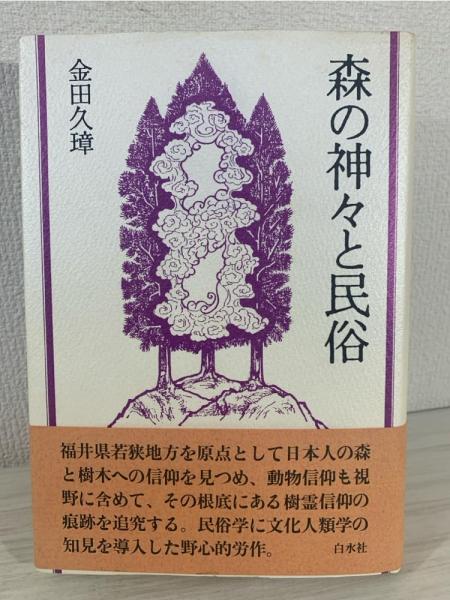 森の神々と民俗
金田久璋
福井県若狭地方を原点として日本人の森
と樹木への信仰を見つめ、動物信仰も視
野に含めて、その根底にある樹霊信仰の
痕跡を追究する。民俗学に文化人類学の
知見を導入した野心的労作。
白水社